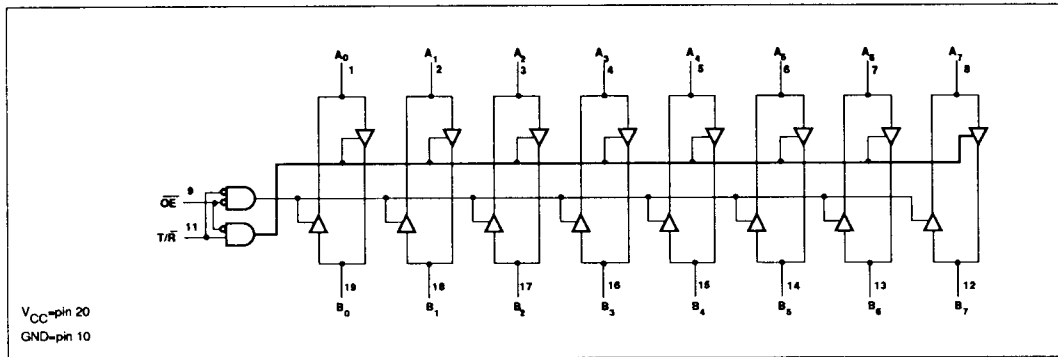 A0 A1 A2 A3 A4 A5 A6 A7
1 2 3 4 5 6 7 8
OE 9
T/R 11
19 18 17 16 15 14 13 12
B0 B1 B2 B3 B4 B5 B6 B7
VCC=pin 20
GND=pin 10